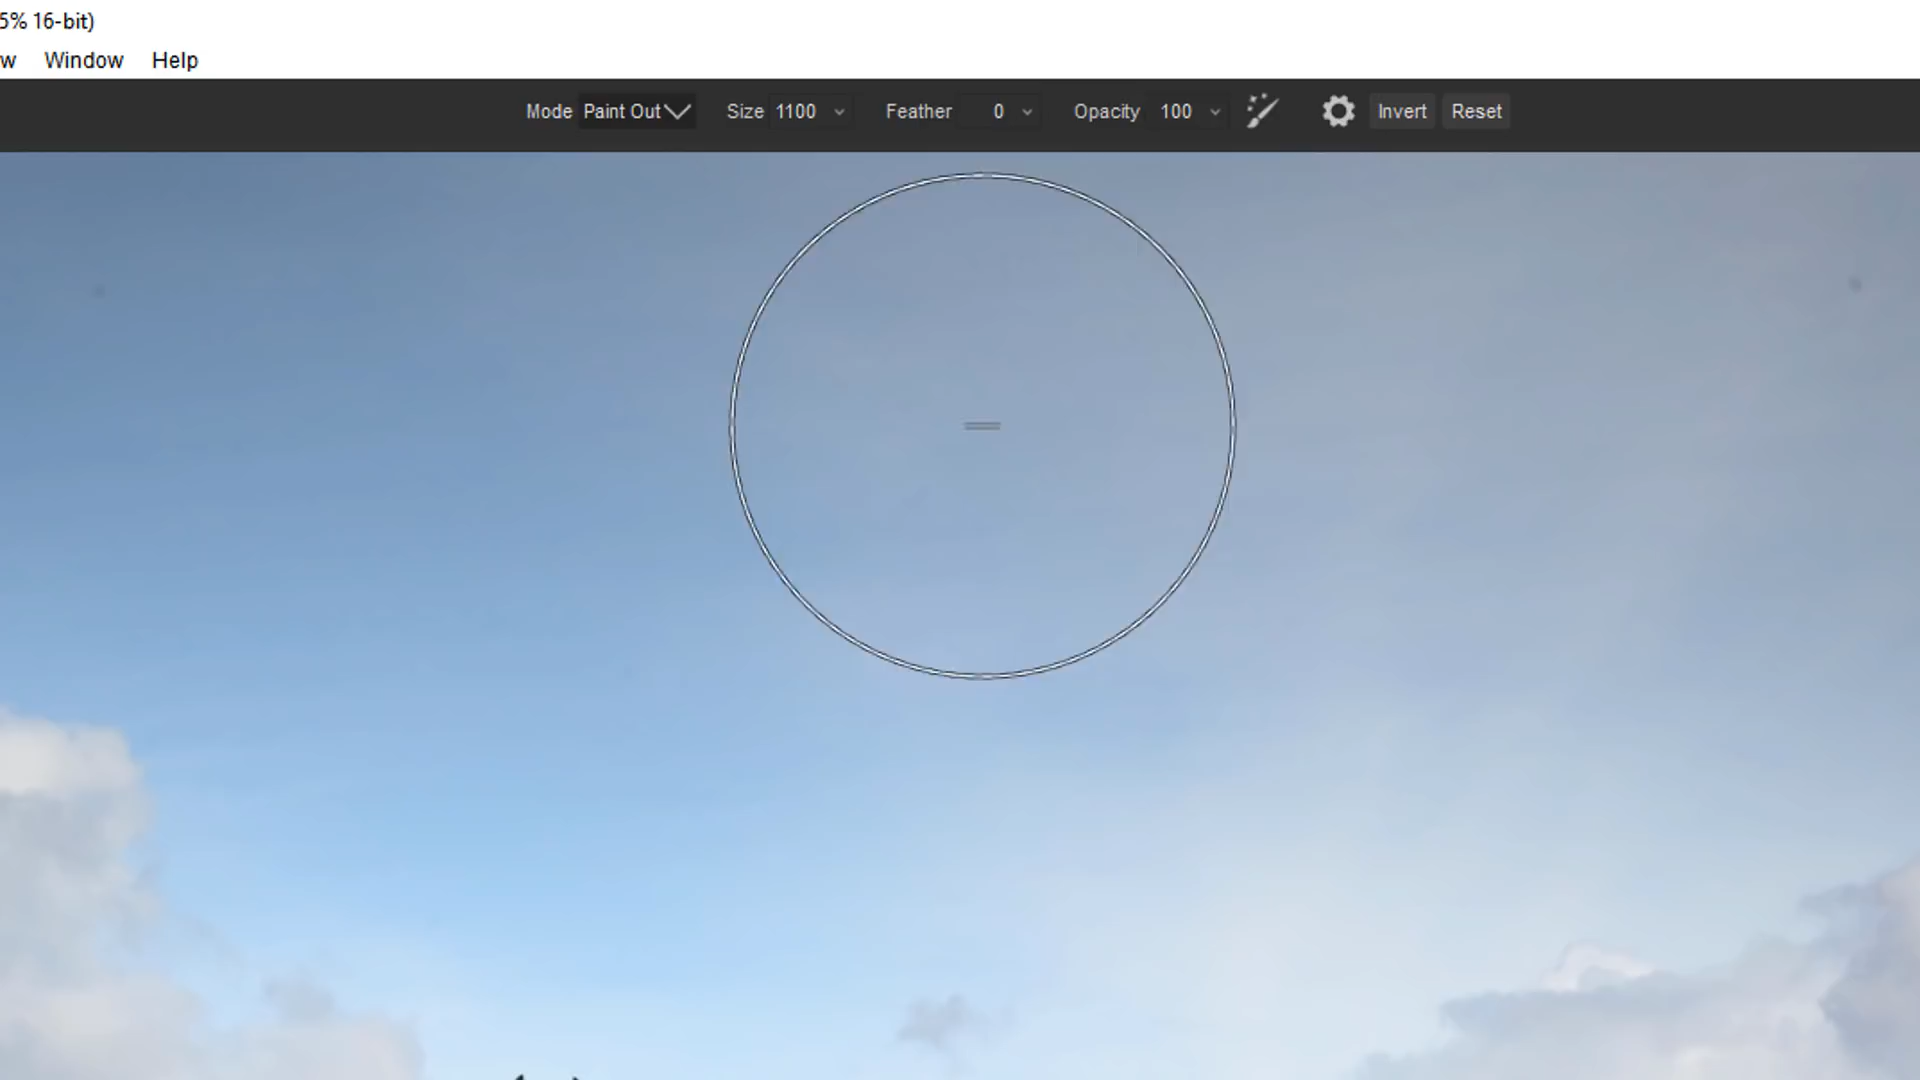 5% 16-bit)
w Window Help
Mode Paint Out Size 1100 Feather 0 Opacity 100 Invert Reset